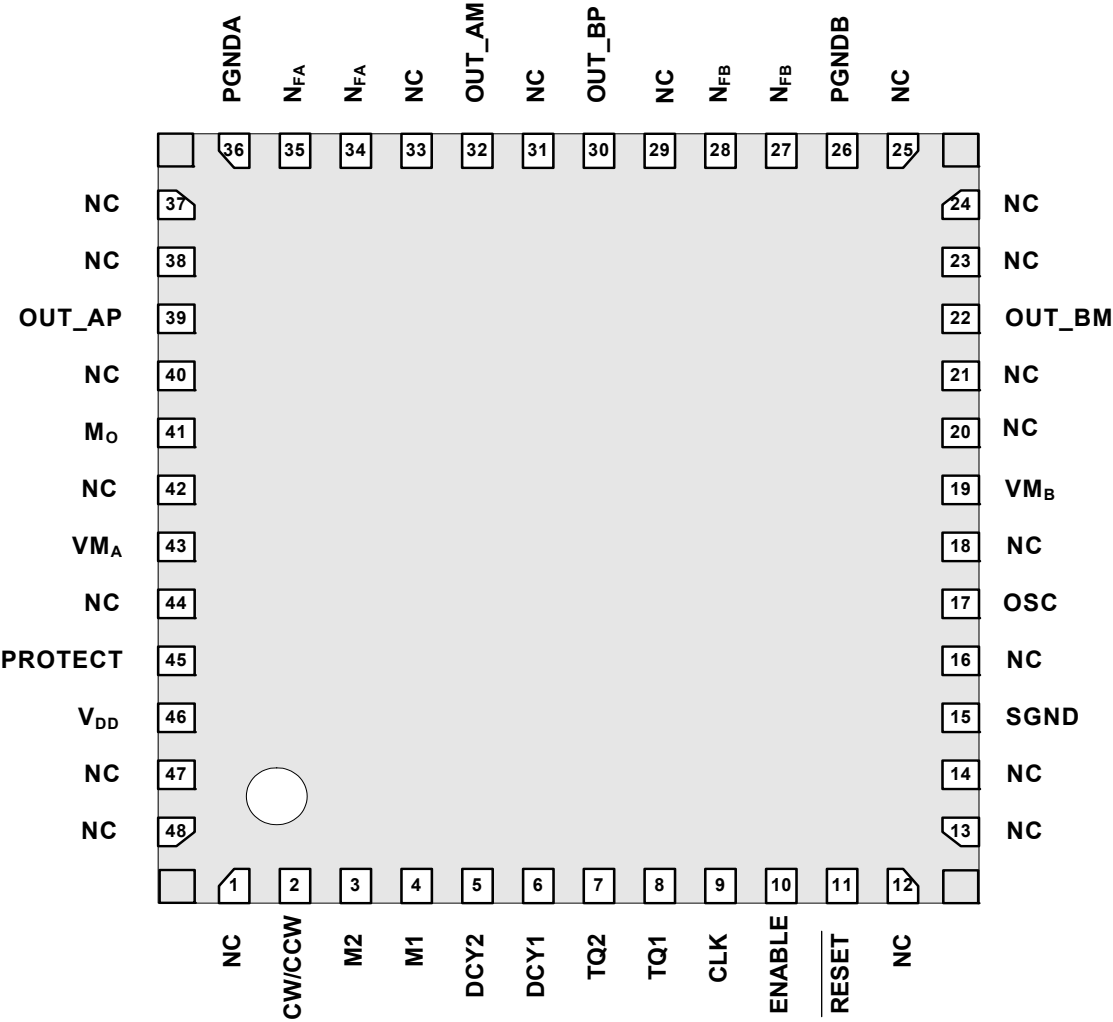 PGNDA NFA NFA NC OUT_AM NC OUT_BP NC NFB NFB PGNDB NC
36 35 34 33 32 31 30 29 28 27 26 25
NC 37 24 NC
NC 38 23 NC
OUT_AP 39 22 OUT_BM
NC 40 21 NC
MO 41 20 NC
NC 42 19 VMB
VMA 43 18 NC
NC 44 17 OSC
PROTECT 45 16 NC
VDD 46 15 SGND
NC 47 14 NC
NC 48 13 NC
1 2 3 4 5 6 7 8 9 10 11 12
NC CW/CCW M2 M1 DCY2 DCY1 TQ2 TQ1 CLK ENABLE RESET NC